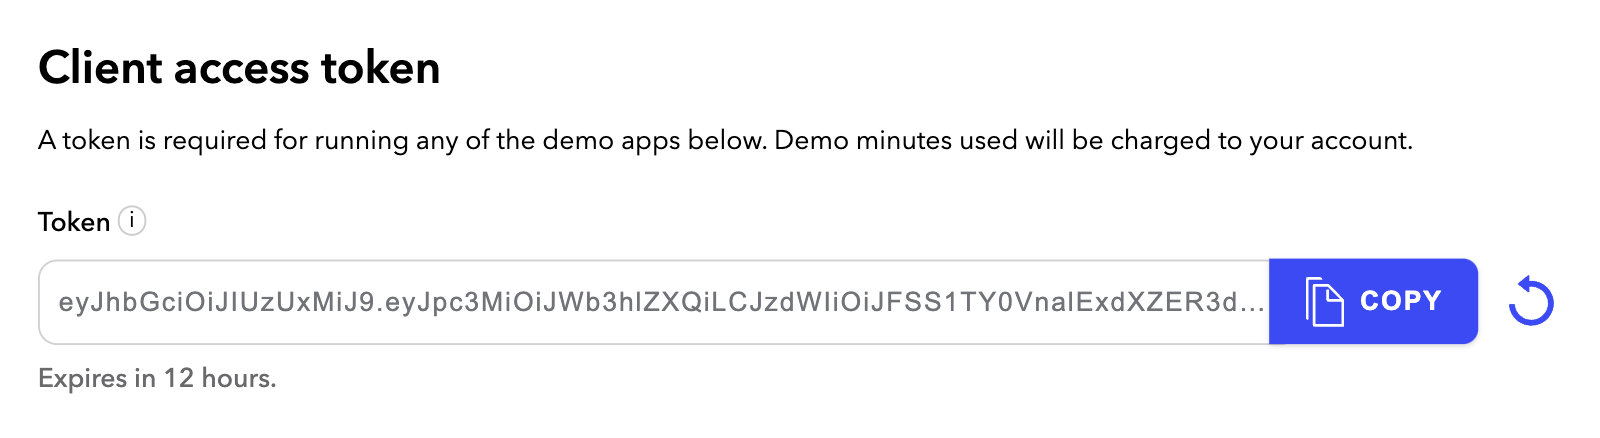 Client access token
A token is required for running any of the demo apps below. Demo minutes used will be charged to your account.
Token i
eyJhbGciOiJIUzUxMiJ9.eyJpc3MiOiJWb3hlZXQiLCJzdWIiOiJFSS1TY0VnalExdXZER3d...
COPY
Expires in 12 hours.